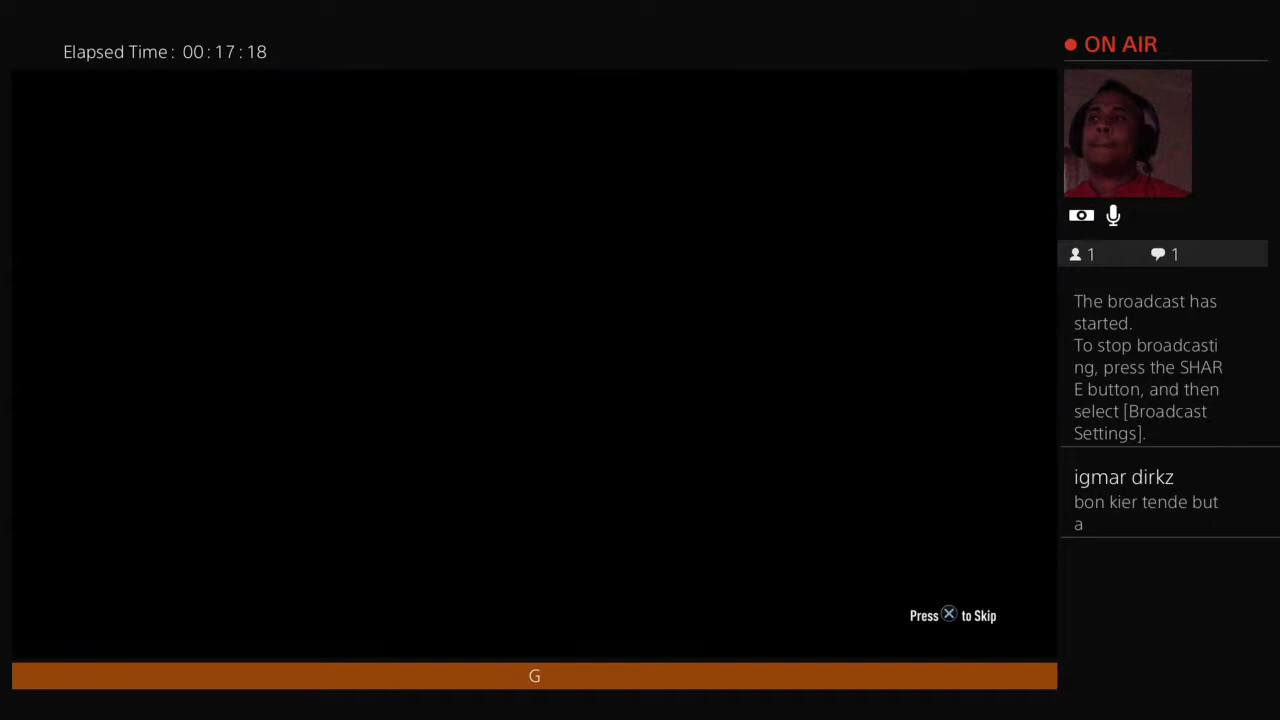 Elapsed Time: 00:17:18
ON AIR
1 1
The broadcast has
started.
To stop broadcasti
ng, press the SHAR
E button, and then
select [Broadcast
Settings].
igmar dirkz
bon kier tende but
a
Press to Skip
G